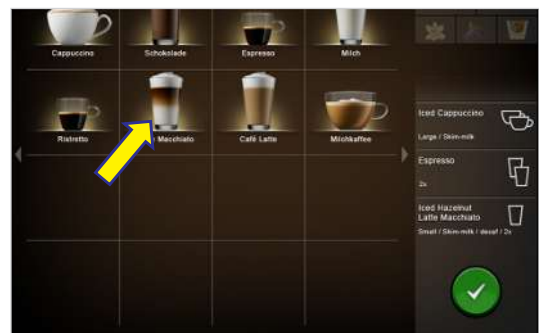 Cappuccino Schokolade Espresso Milch
Ristretto Macchiato Café Latte Milchkaffee
Iced Cappuccino
Large / Skim-milk
Espresso
2x
Iced Hazelnut
Latte Macchiato
Small / Skim-milk / decaf / 2x